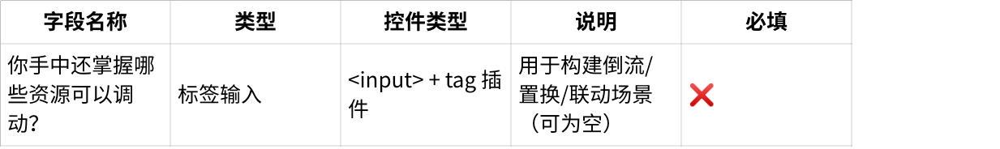 字段名称 类型 控件类型 说明 必填
你手中还掌握哪
些资源可以调
动？
标签输入
<input> + tag 插
件
用于构建倒流/
置换/联动场景
（可为空）
❌